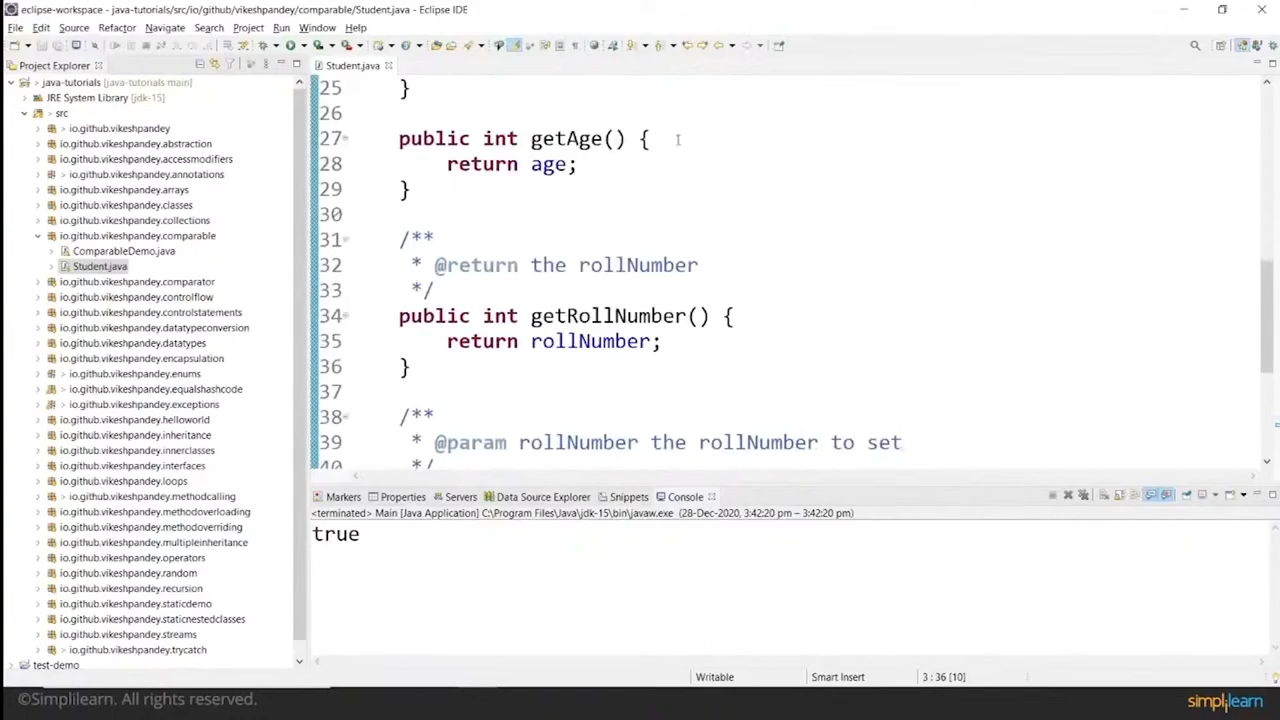 eclipse-workspace - java-tutorials/src/io/github/vikeshpandey/comparable/Student.java - Eclipse IDE
File Edit Source Refactor Navigate Search Project Run Window Help
Project Explorer
java-tutorials [java-tutorials main]
JRE System Library [jdk-15]
src
> io.github.vikeshpandey
io.github.vikeshpandey.abstraction
io.github.vikeshpandey.accessmodifiers
> io.github.vikeshpandey.annotations
io.github.vikeshpandey.arrays
io.github.vikeshpandey.classes
io.github.vikeshpandey.collections
io.github.vikeshpandey.comparable
ComparableDemo.java
Student.java
io.github.vikeshpandey.comparator
io.github.vikeshpandey.controlflow
io.github.vikeshpandey.controlstatements
io.github.vikeshpandey.datatypeconversion
io.github.vikeshpandey.datatypes
io.github.vikeshpandey.encapsulation
> io.github.vikeshpandey.enums
> io.github.vikeshpandey.equalshashcode
> io.github.vikeshpandey.exceptions
io.github.vikeshpandey.helloworld
io.github.vikeshpandey.inheritance
io.github.vikeshpandey.innerclasses
io.github.vikeshpandey.interfaces
io.github.vikeshpandey.loops
> io.github.vikeshpandey.methodcalling
io.github.vikeshpandey.methodoverloading
io.github.vikeshpandey.methodoverriding
io.github.vikeshpandey.multipleinheritance
io.github.vikeshpandey.operators
io.github.vikeshpandey.random
io.github.vikeshpandey.recursion
io.github.vikeshpandey.staticdemo
io.github.vikeshpandey.staticnestedclasses
io.github.vikeshpandey.streams
> io.github.vikeshpandey.trycatch
test-demo
Student.java
25 }
26
27 public int getAge() {
28 return age;
29 }
30
31 /**
32 * @return the rollNumber
33 */
34 public int getRollNumber() {
35 return rollNumber;
36 }
37
38 /**
39 * @param rollNumber the rollNumber to set
40 */
Markers Properties Servers Data Source Explorer Snippets Console
<terminated> Main [Java Application] C:\Program Files\Java\jdk-15\bin\javaw.exe (28-Dec-2020, 3:42:20 pm – 3:42:20 pm)
true
Writable Smart Insert 3 : 36 [10]
©Simplilearn. All rights reserved.
simplilearn